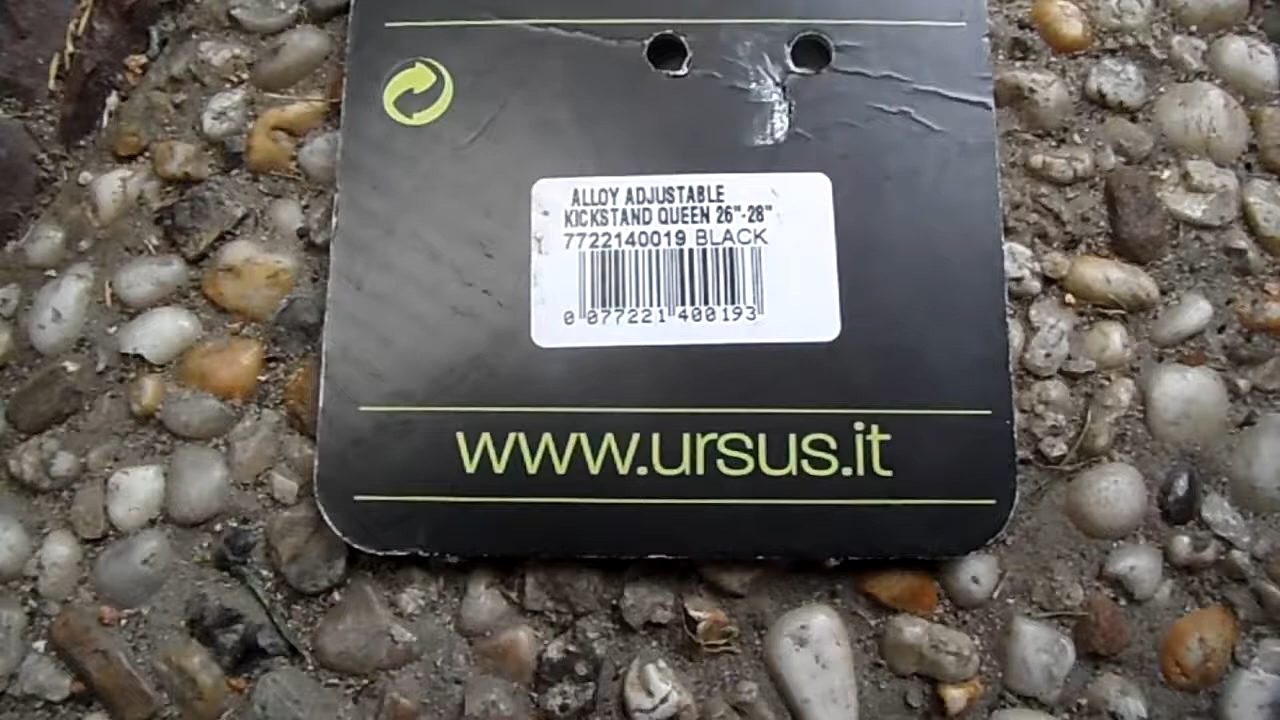 ALLOY ADJUSTABLE
KICKSTAND QUEEN 26"-28"
7722140019 BLACK
0 077221 400193
www.ursus.it